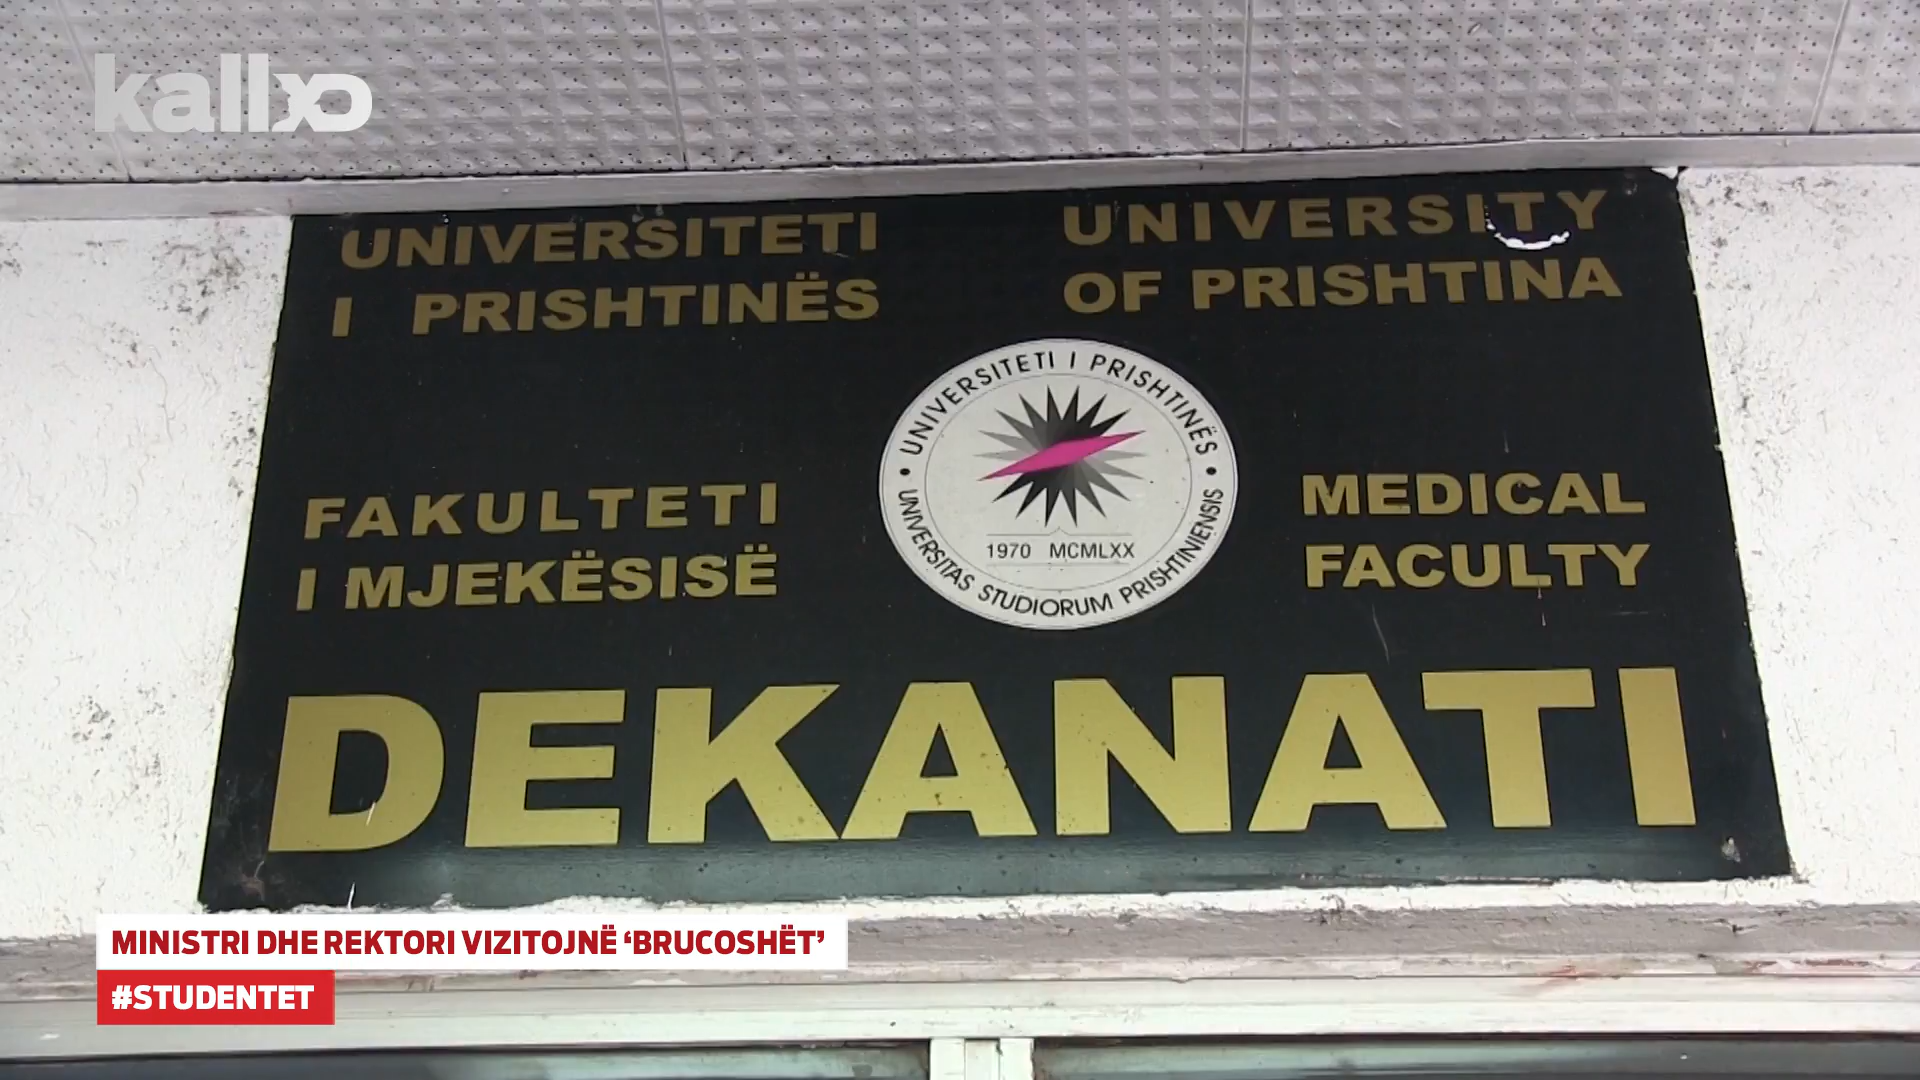 kallxo
UNIVERSITETI
I PRISHTINËS
UNIVERSITY
OF PRISHTINA
UNIVERSITETI I PRISHTINËS
1970 MCMLXX
UNIVERSITAS STUDIORUM PRISHTINIENSIS
FAKULTETI
I MJEKËSISË
MEDICAL
FACULTY
DEKANATI
MINISTRI DHE REKTORI VIZITOJNË ‘BRUCOSHËT’
#STUDENTET